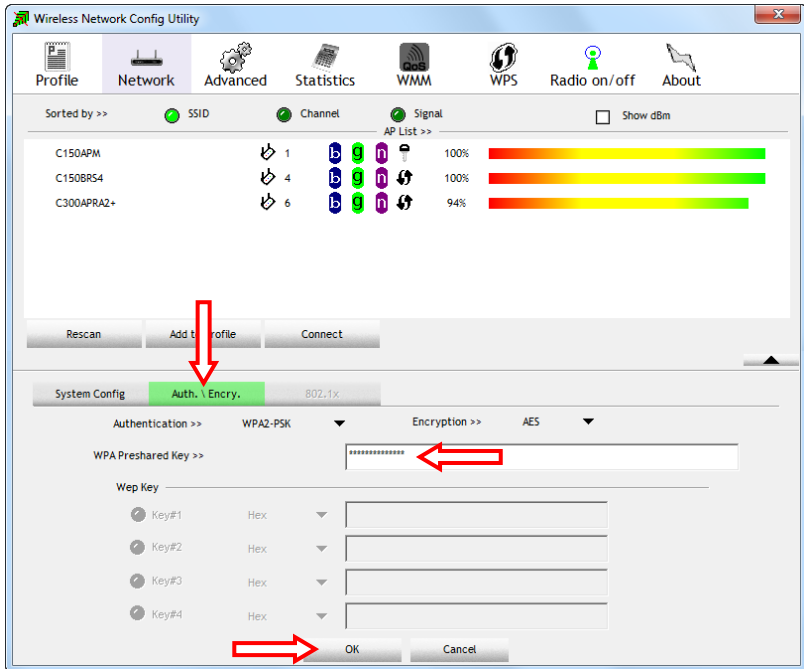 Wireless Network Config Utility
Profile Network Advanced Statistics QoS WMM WPS Radio on/off About
Sorted by >> SSID Channel Signal Show dBm
AP List >>
C150APM 1 b g n 100%
C150BRS4 4 b g n 100%
C300APRA2+ 6 b g n 94%
Rescan Add to Profile Connect
System Config Auth. \ Encry. 802.1x
Authentication >> WPA2-PSK Encryption >> AES
WPA Preshared Key >> **************
Wep Key
Key#1 Hex
Key#2 Hex
Key#3 Hex
Key#4 Hex
OK Cancel